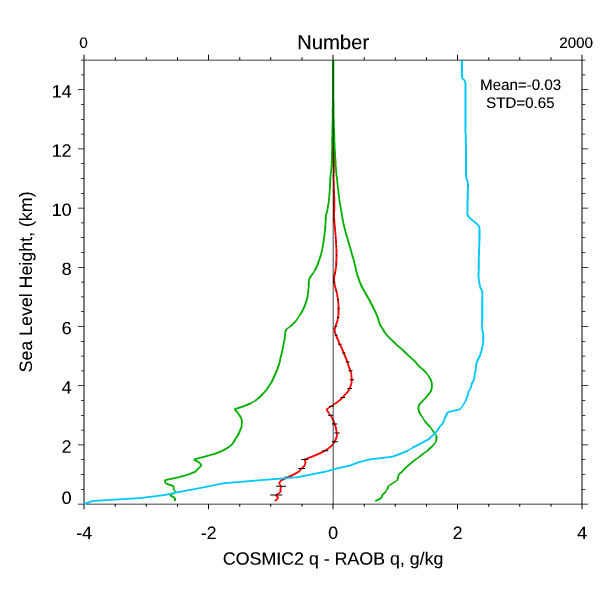 Number
0 2000
Mean=-0.03
STD=0.65
14
12
10
8
6
4
2
0
Sea Level Height, (km)
-4 -2 0 2 4
COSMIC2 q - RAOB q, g/kg